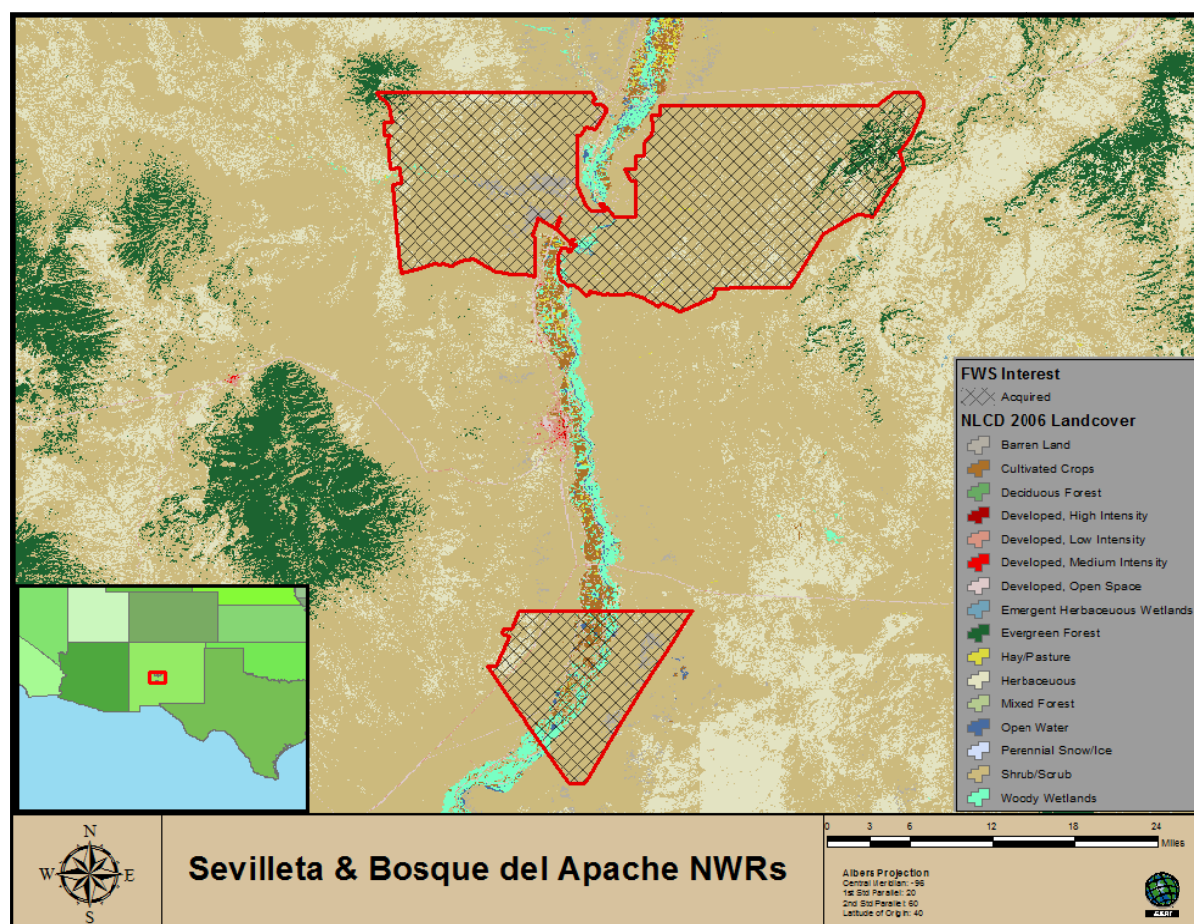 FWS Interest
Acquired
NLCD 2006 Landcover
Barren Land
Cultivated Crops
Deciduous Forest
Developed, High Intensity
Developed, Low Intensity
Developed, Medium Intensity
Developed, Open Space
Emergent Herbaceous Wetlands
Evergreen Forest
Hay/Pasture
Herbaceuous
Mixed Forest
Open Water
Perennial Snow/Ice
Shrub/Scrub
Woody Wetlands
N
W E
S
Sevilleta & Bosque del Apache NWRs
0 3 6 12 18 24
Miles
Albers Projection
Central Meridian: -96
1st Std Parallel: 20
2nd Std Parallel: 60
Latitude of Origin: 40